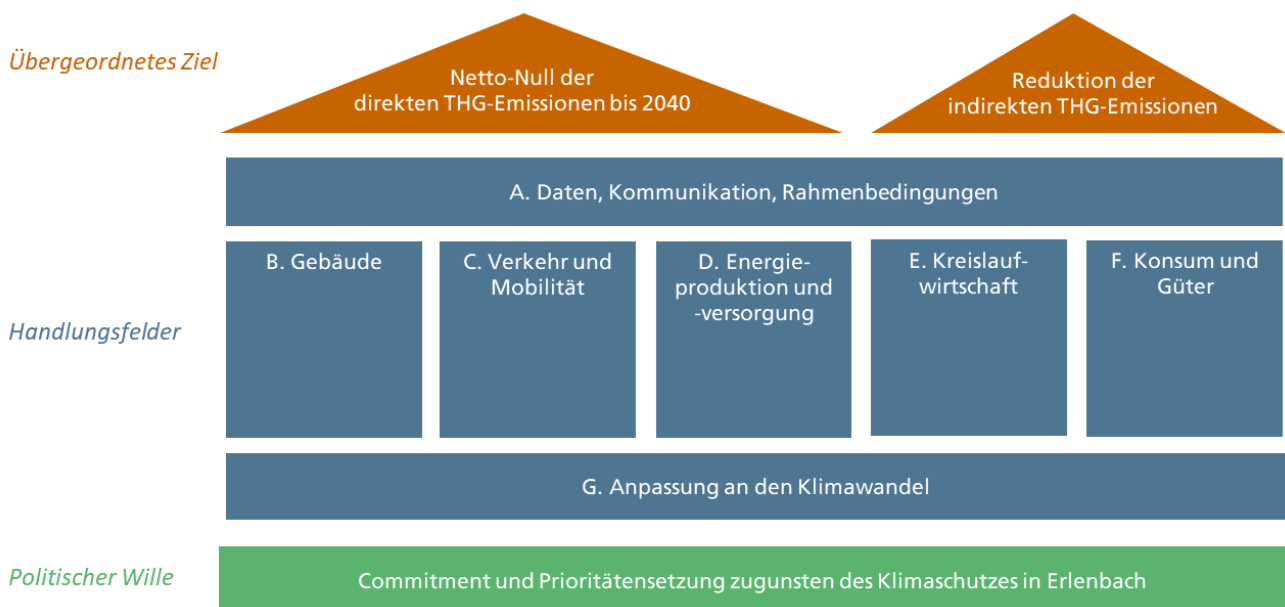 Übergeordnetes Ziel
Netto-Null der
direkten THG-Emissionen bis 2040
Reduktion der
indirekten THG-Emissionen
A. Daten, Kommunikation, Rahmenbedingungen
Handlungsfelder
B. Gebäude
C. Verkehr und
Mobilität
D. Energie-
produktion und
-versorgung
E. Kreislauf-
wirtschaft
F. Konsum und
Güter
G. Anpassung an den Klimawandel
Politischer Wille
Commitment und Prioritätensetzung zugunsten des Klimaschutzes in Erlenbach